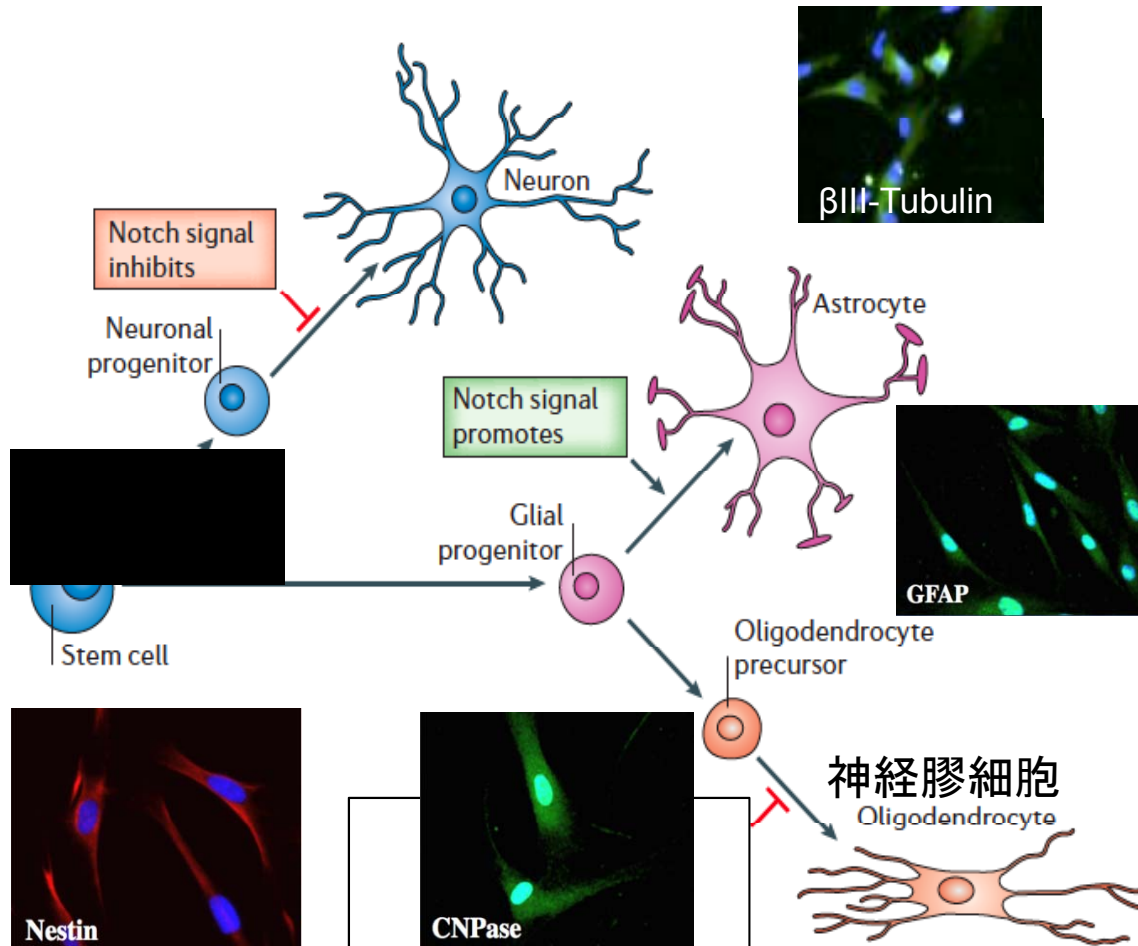 βIII-Tubulin
Neuron
Notch signal
inhibits
Neuronal
progenitor
Astrocyte
Notch signal
promotes
Glial
progenitor
GFAP
Stem cell
Oligodendrocyte
precursor
神経膠細胞
Oligodendrocyte
Nestin
CNPase